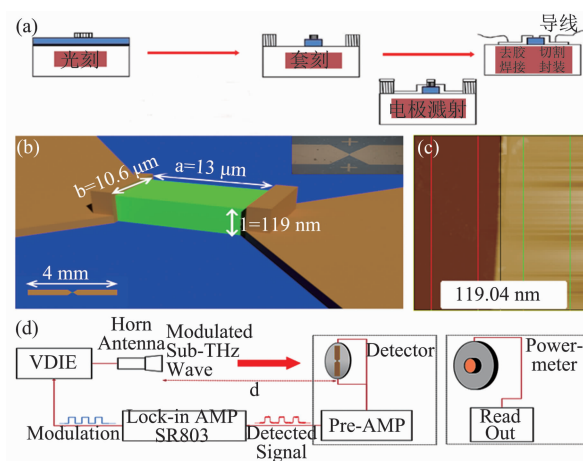 (a)
光刻
套刻
电极溅射
导线
去胶 切割
焊接 封装
(b)
b=10.6 μm
a=13 μm
l=119 nm
4 mm
(c)
119.04 nm
(d)
VDIE
Horn
Antenna
Modulated
Sub-THz
Wave
d
Detector
Pre-AMP
Power-
meter
Read
Out
Modulation
Lock-in AMP
SR803
Detected
Signal